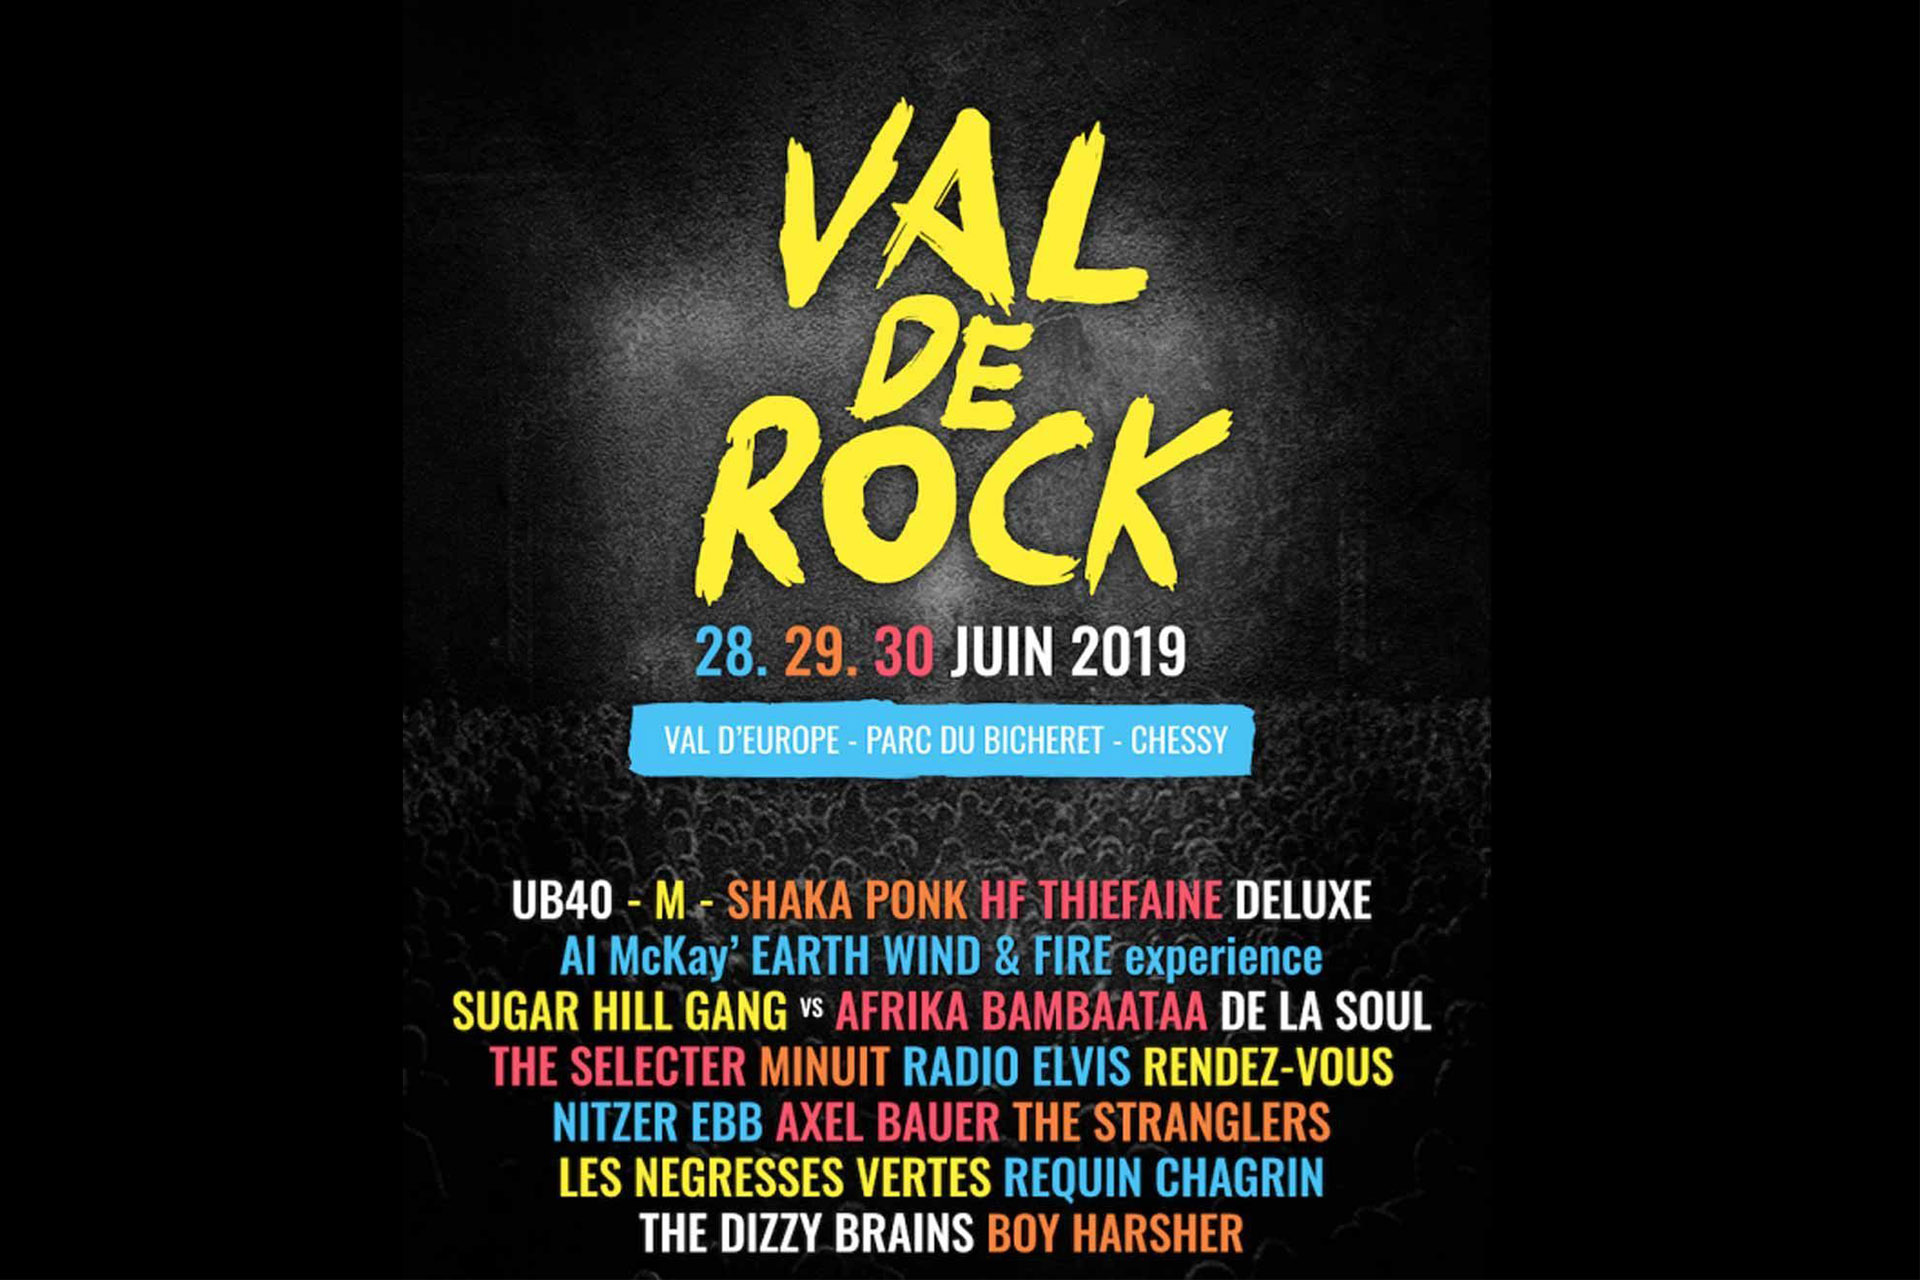 VAL
DE
ROCK
28. 29. 30 JUIN 2019
VAL D'EUROPE - PARC DU BICHERET - CHESSY
UB40 - M - SHAKA PONK HF THIEFAINE DELUXE
Al McKay' EARTH WIND & FIRE experience
SUGAR HILL GANG VS AFRIKA BAMBAATAA DE LA SOUL
THE SELECTER MINUIT RADIO ELVIS RENDEZ-VOUS
NITZER EBB AXEL BAUER THE STRANGLERS
LES NEGRESSES VERTES REQUIN CHAGRIN
THE DIZZY BRAINS BOY HARSHER